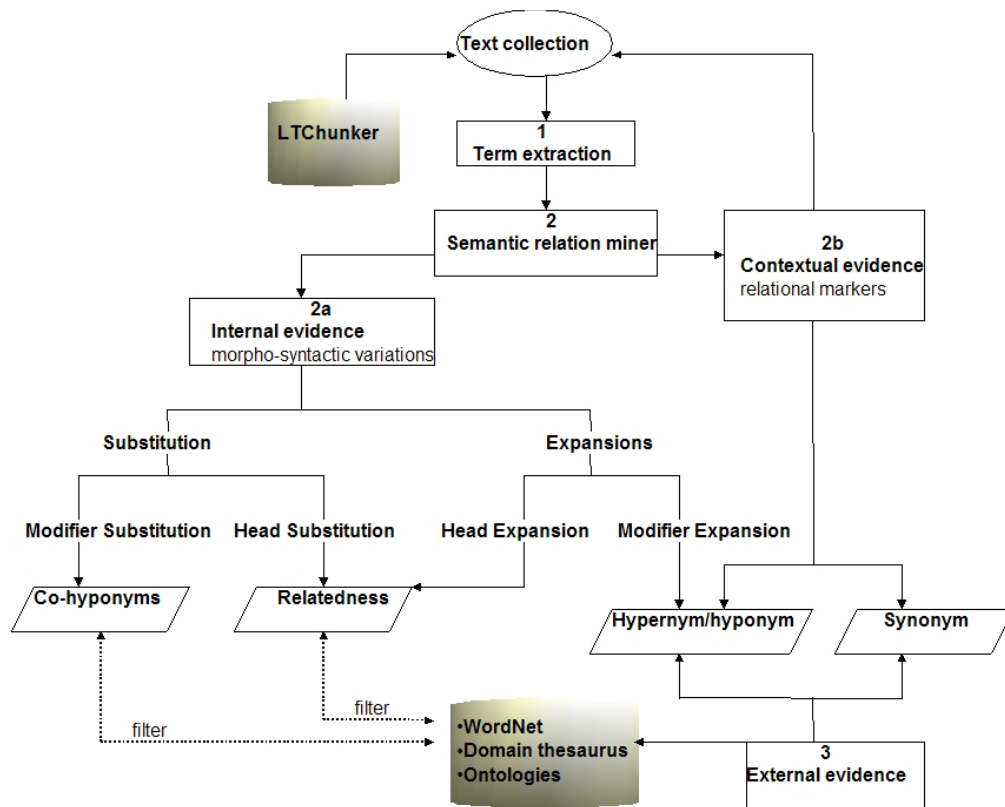 Text collection
LTChunker
1
Term extraction
2
Semantic relation miner
2b
Contextual evidence
relational markers
2a
Internal evidence
morpho-syntactic variations
Substitution
Expansions
Modifier Substitution
Head Substitution
Head Expansion
Modifier Expansion
Co-hyponyms
Relatedness
Hypernym/hyponym
Synonym
filter
filter
•WordNet
•Domain thesaurus
•Ontologies
3
External evidence